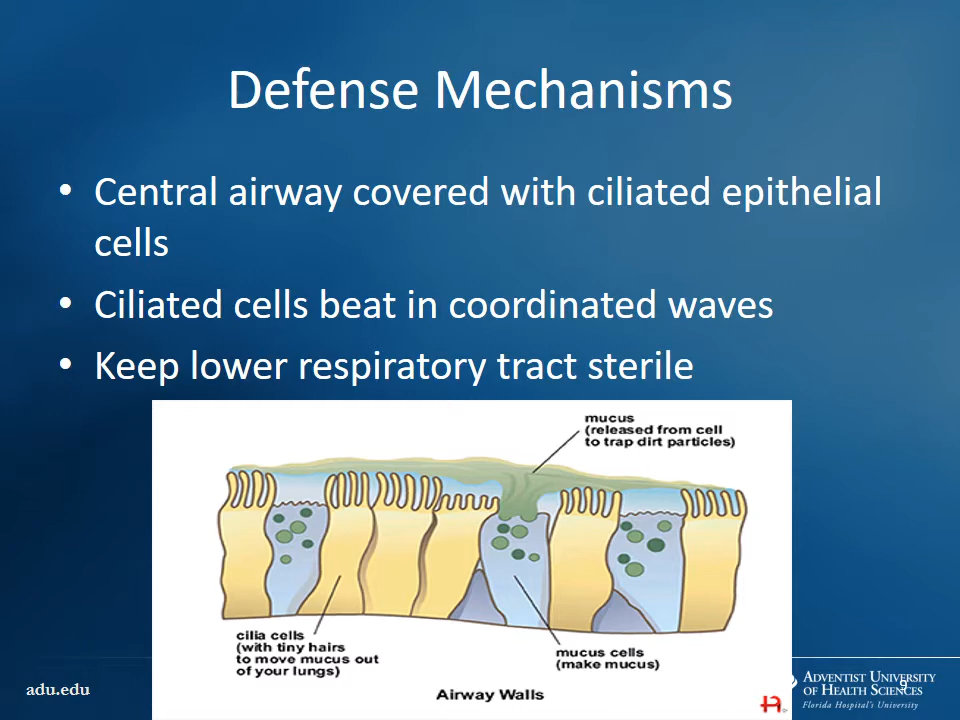 Defense Mechanisms
• Central airway covered with ciliated epithelial
cells
• Ciliated cells beat in coordinated waves
• Keep lower respiratory tract sterile
mucus
(released from cell
to trap dirt particles)
cilia cells
(with tiny hairs
to move mucus out
of your lungs)
mucus cells
(make mucus)
Airway Walls
adu.edu
9
ADVENTIST UNIVERSITY
OF HEALTH SCIENCES
Florida Hospital's University